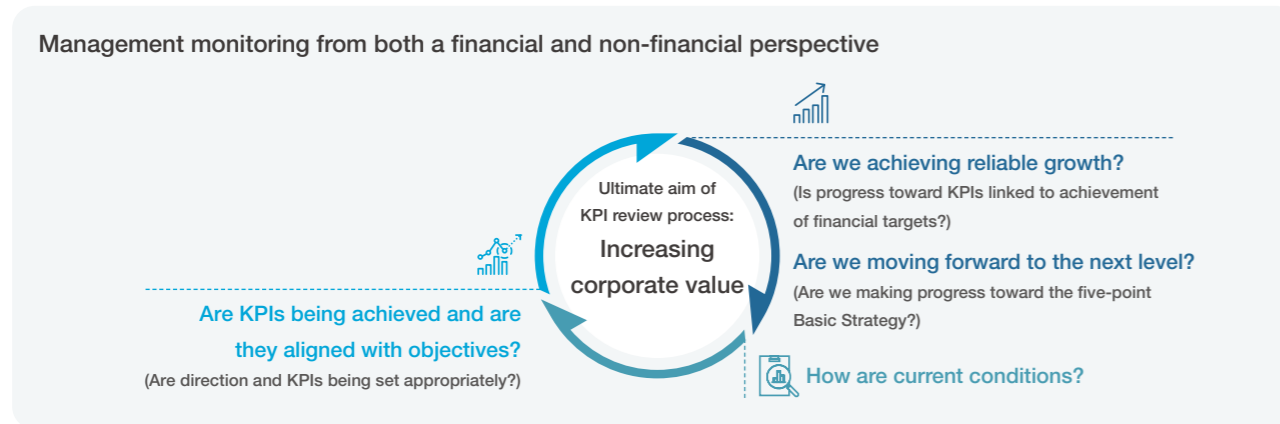 Management monitoring from both a financial and non-financial perspective
Ultimate aim of
KPI review process:
Increasing
corporate value
Are we achieving reliable growth?
(Is progress toward KPIs linked to achievement
of financial targets?)
Are we moving forward to the next level?
(Are we making progress toward the five-point
Basic Strategy?)
How are current conditions?
Are KPIs being achieved and are
they aligned with objectives?
(Are direction and KPIs being set appropriately?)